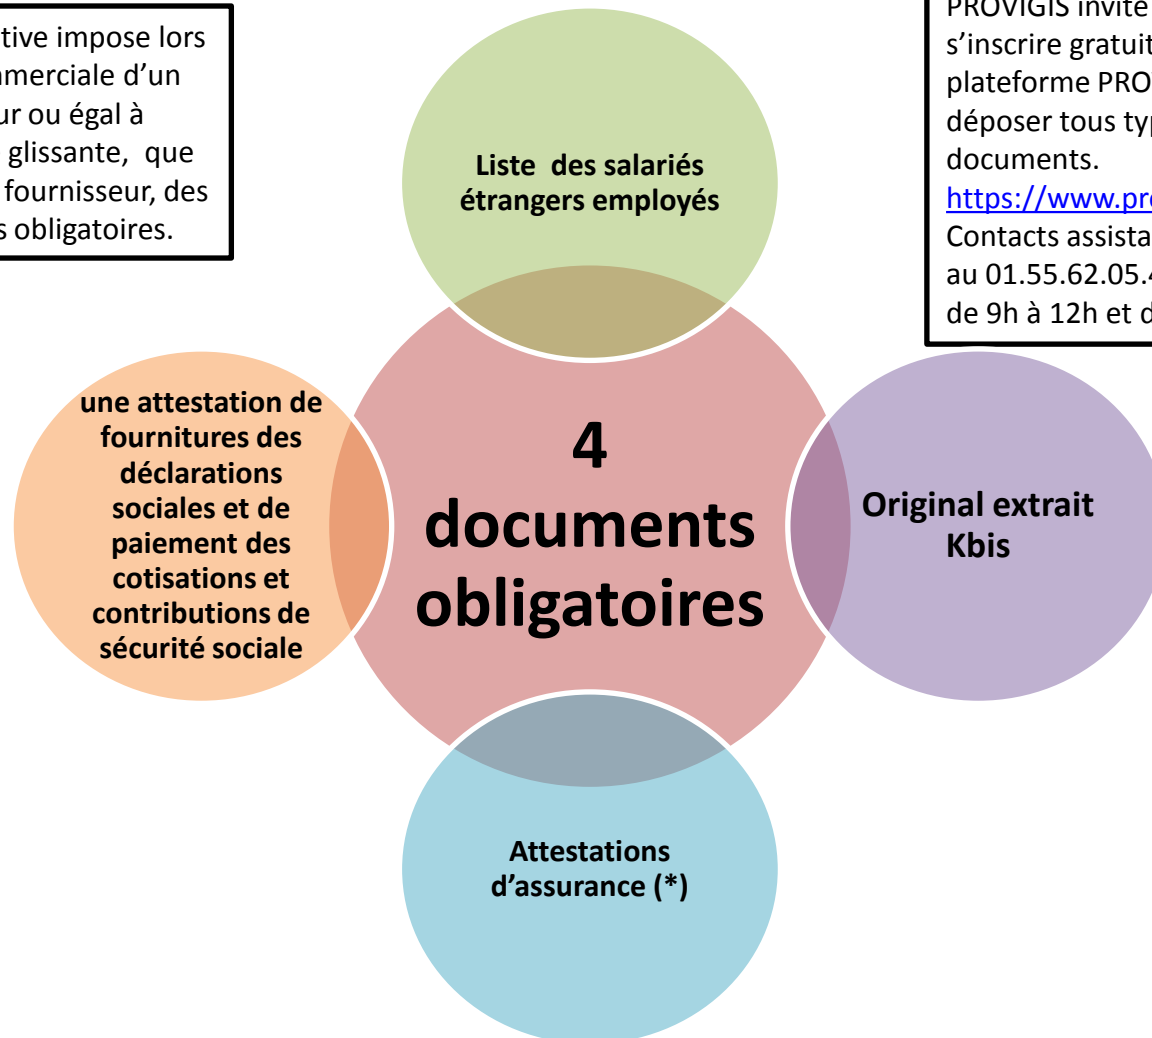 tive impose lors
merciale d'un
ur ou égal à
glissante, que
fournisseur, des
s obligatoires.
PROVIGIS invite
s'inscrire gratuit
plateforme PRO
déposer tous typ
documents.
https://www.pr
Contacts assista
au 01.55.62.05.4
de 9h à 12h et d
Liste des salariés
étrangers employés
une attestation de
fournitures des
déclarations
sociales et de
paiement des
cotisations et
contributions de
sécurité sociale
4
documents
obligatoires
Original extrait
Kbis
Attestations
d'assurance (*)